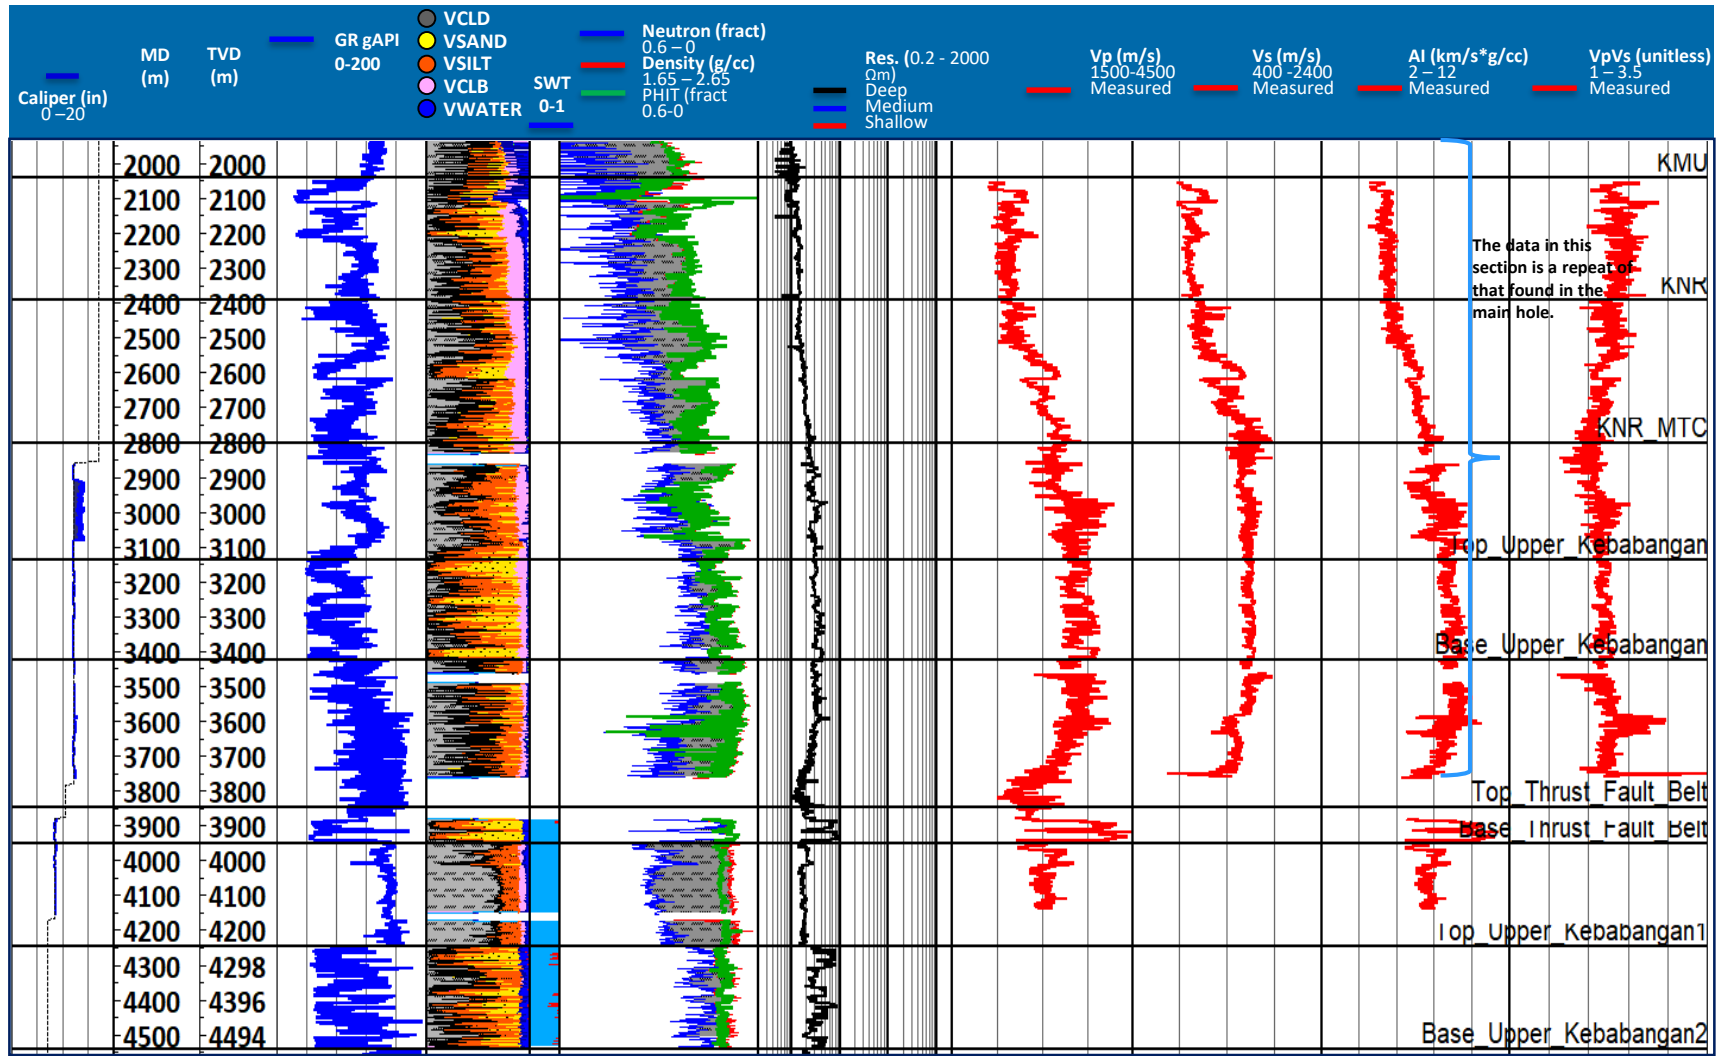 Caliper (in)
0 –20
MD
(m)
TVD
(m)
GR gAPI
0-200
VCLD
VSAND
VSILT
VCLB
VWATER
SWT
0-1
Neutron (fract)
0.6 – 0
Density (g/cc)
1.65 – 2.65
PHIT (fract
0.6-0
Res. (0.2 - 2000
Ωm)
Deep
Medium
Shallow
Vp (m/s)
1500-4500
Measured
Vs (m/s)
400 -2400
Measured
AI (km/s*g/cc)
2 – 12
Measured
VpVs (unitless)
1 – 3.5
Measured
2000 2000
2100 2100
2200 2200
2300 2300
2400 2400
2500 2500
2600 2600
2700 2700
2800 2800
2900 2900
3000 3000
3100 3100
3200 3200
3300 3300
3400 3400
3500 3500
3600 3600
3700 3700
3800 3800
3900 3900
4000 4000
4100 4100
4200 4200
4300 4298
4400 4396
4500 4494
KMU
The data in this
section is a repeat of
that found in the
main hole.
KNR
KNR_MTC
Top_Upper_Kebabangan
Base_Upper_Kebabangan
Top_Thrust_Fault_Belt
Base_Thrust_Fault_Belt
Top_Upper_Kebabangan1
Base_Upper_Kebabangan2